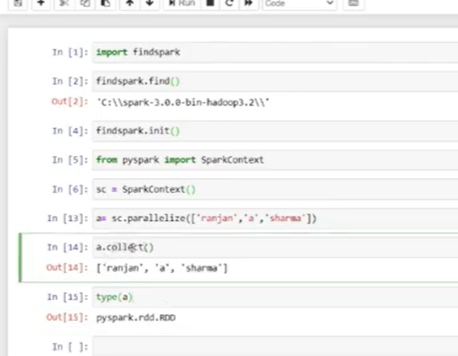 Run
Code
In [1]: import findspark
In [2]: findspark.find()
Out[2]: 'C:\\spark-3.0.0-bin-hadoop3.2\\'
In [4]: findspark.init()
In [5]: from pyspark import SparkContext
In [6]: sc = SparkContext()
In [13]: a= sc.parallelize(['ranjan','a','sharma'])
In [14]: a.collect()
Out[14]: ['ranjan', 'a', 'sharma']
In [15]: type(a)
Out[15]: pyspark.rdd.RDD
In [ ]: